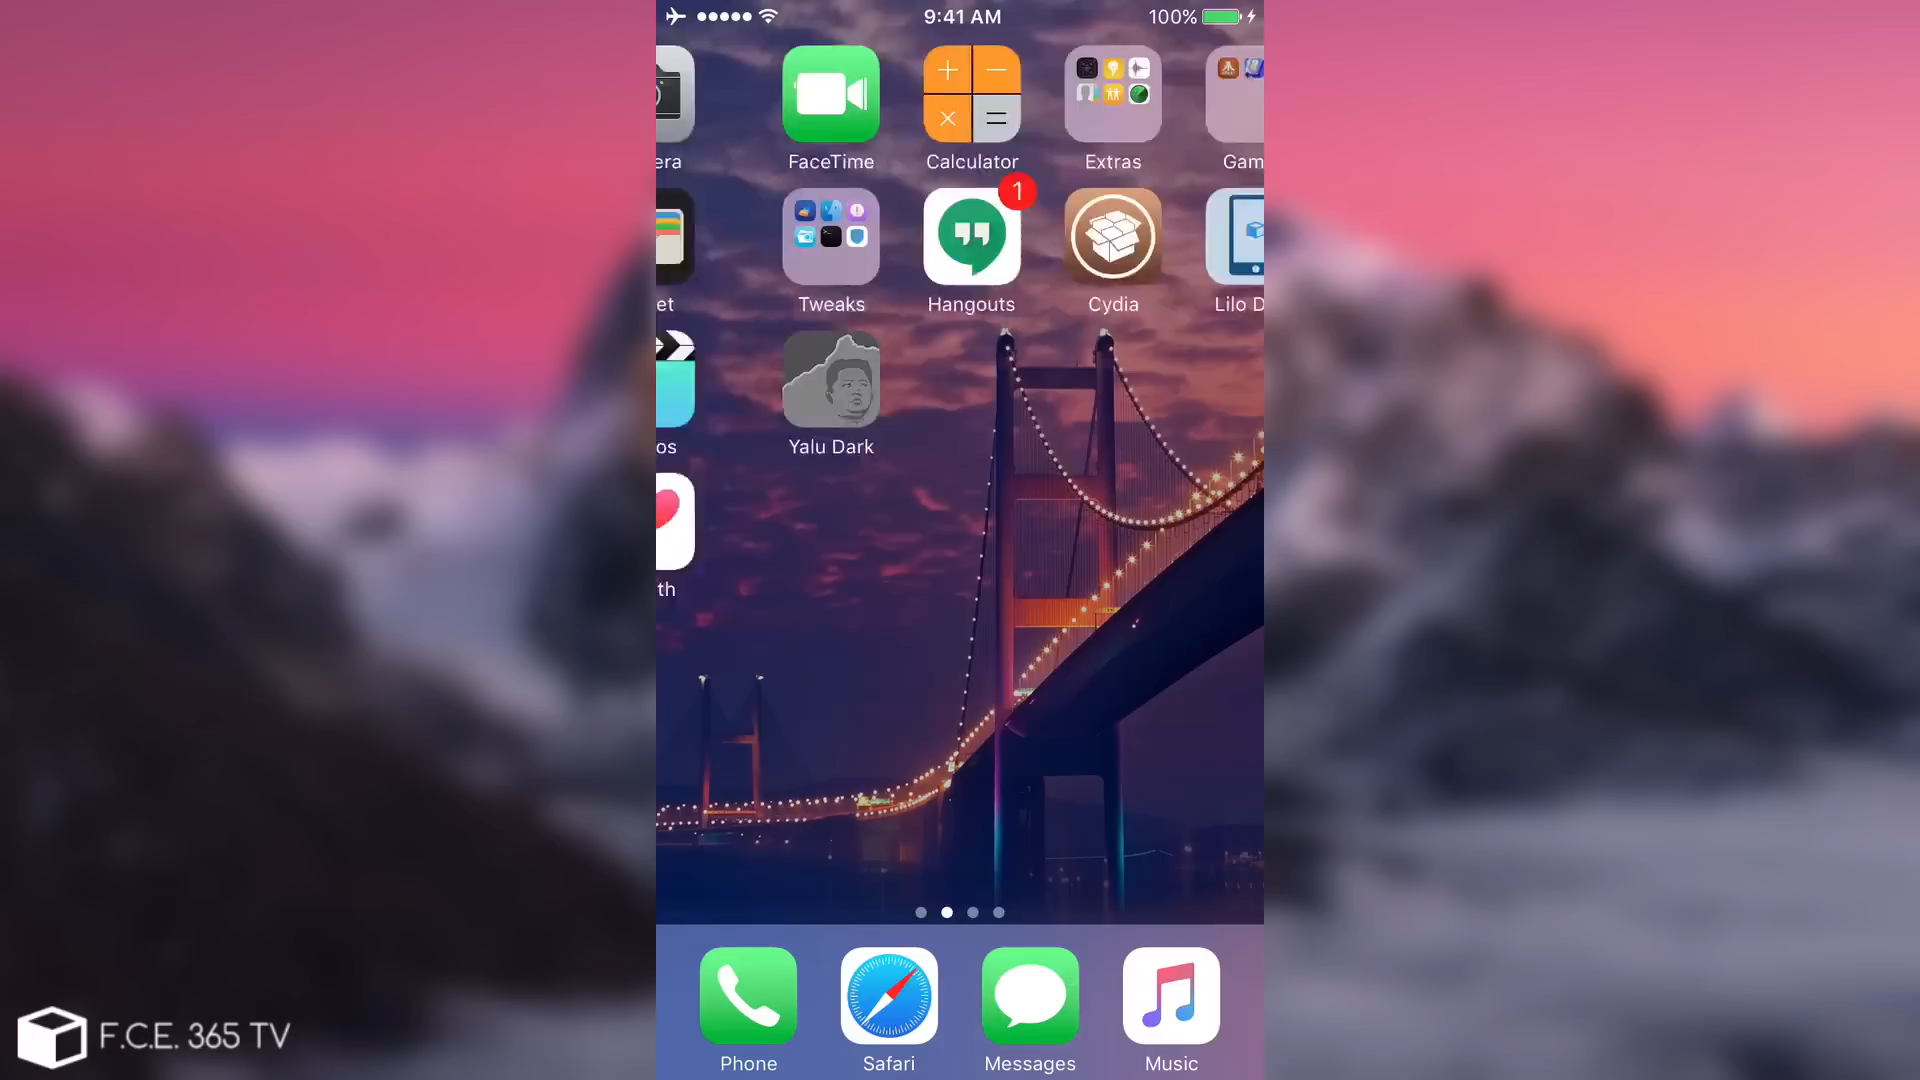 9:41 AM
100%
era
FaceTime
Calculator
Extras
Gam
1
et
Tweaks
Hangouts
Cydia
Lilo D
os
Yalu Dark
th
F.C.E. 365 TV
Phone
Safari
Messages
Music